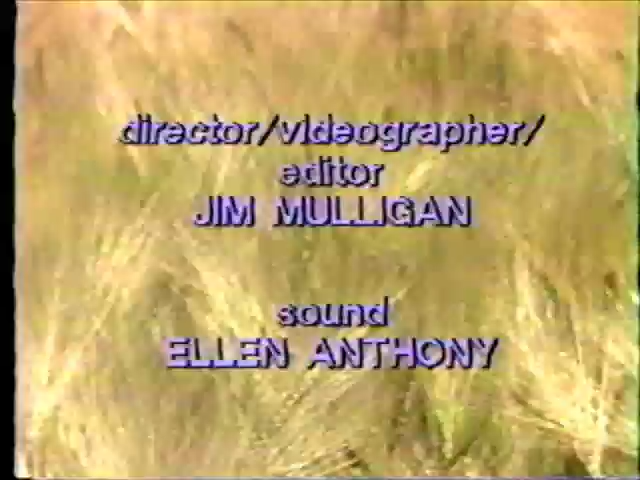 director/videographer/
editor
JIM MULLIGAN
sound
ELLEN ANTHONY